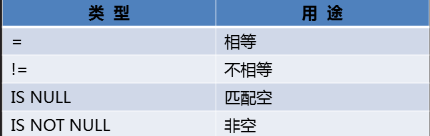 类 型 用 途
= 相等
!= 不相等
IS NULL 匹配空
IS NOT NULL 非空